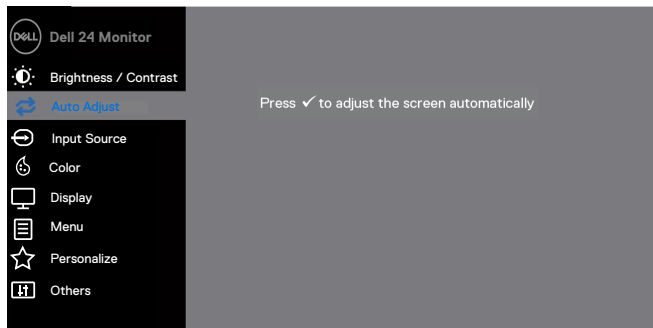 DELL Dell 24 Monitor
Brightness / Contrast
Auto Adjust
Press ✓ to adjust the screen automatically
Input Source
Color
Display
Menu
Personalize
Others